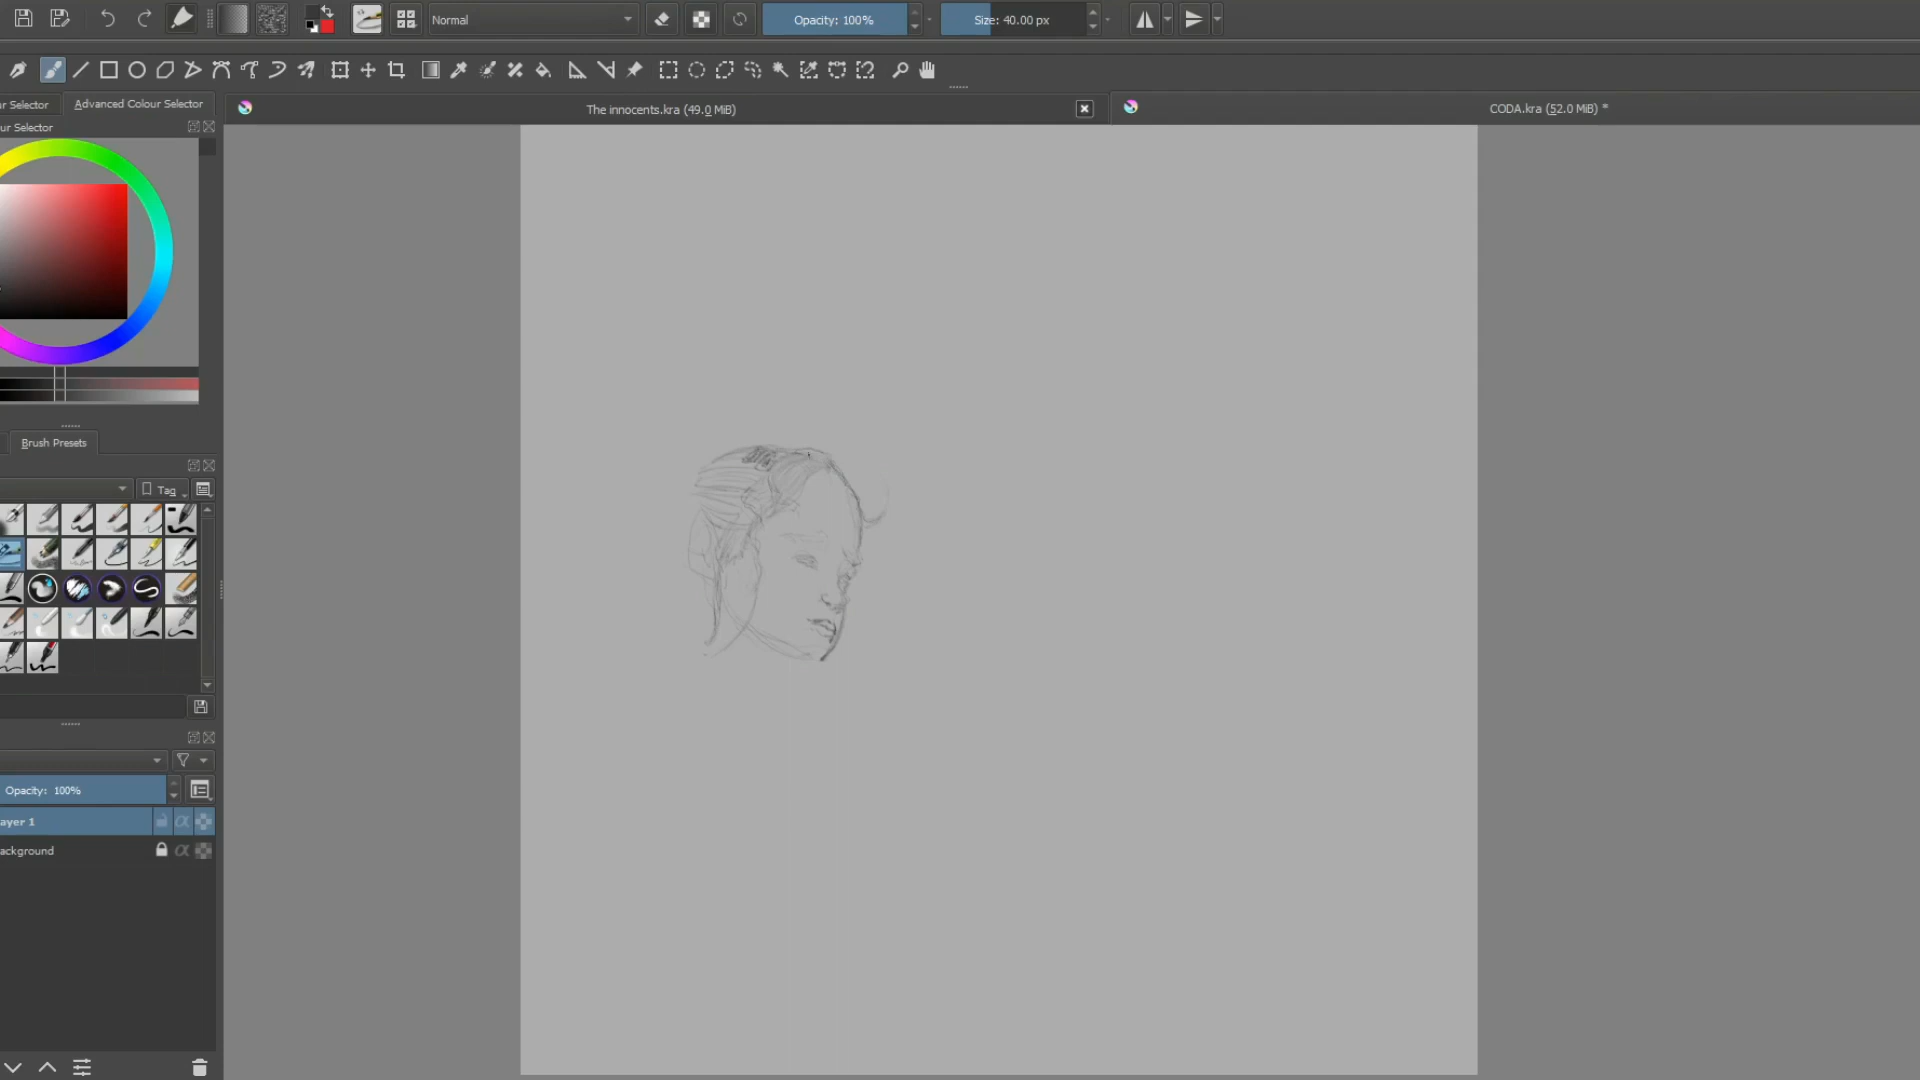 Normal
Opacity: 100%
Size: 40.00 px
ur Selector
Advanced Colour Selector
The innocents.kra (49.0 MiB)
CODA.kra (52.0 MiB) *
ur Selector
Brush Presets
Tag
Opacity: 100%
ayer 1
ackground